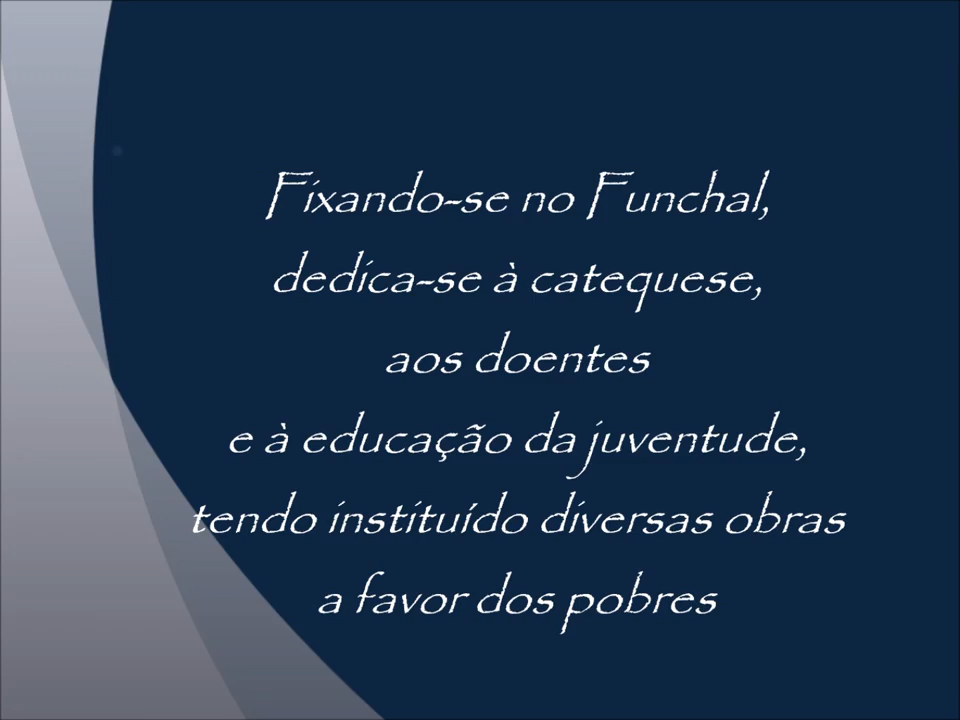 Fixando-se no Funchal,
dedica-se à catequese,
aos doentes
e à educação da juventude,
tendo instituído diversas obras
a favor dos pobres